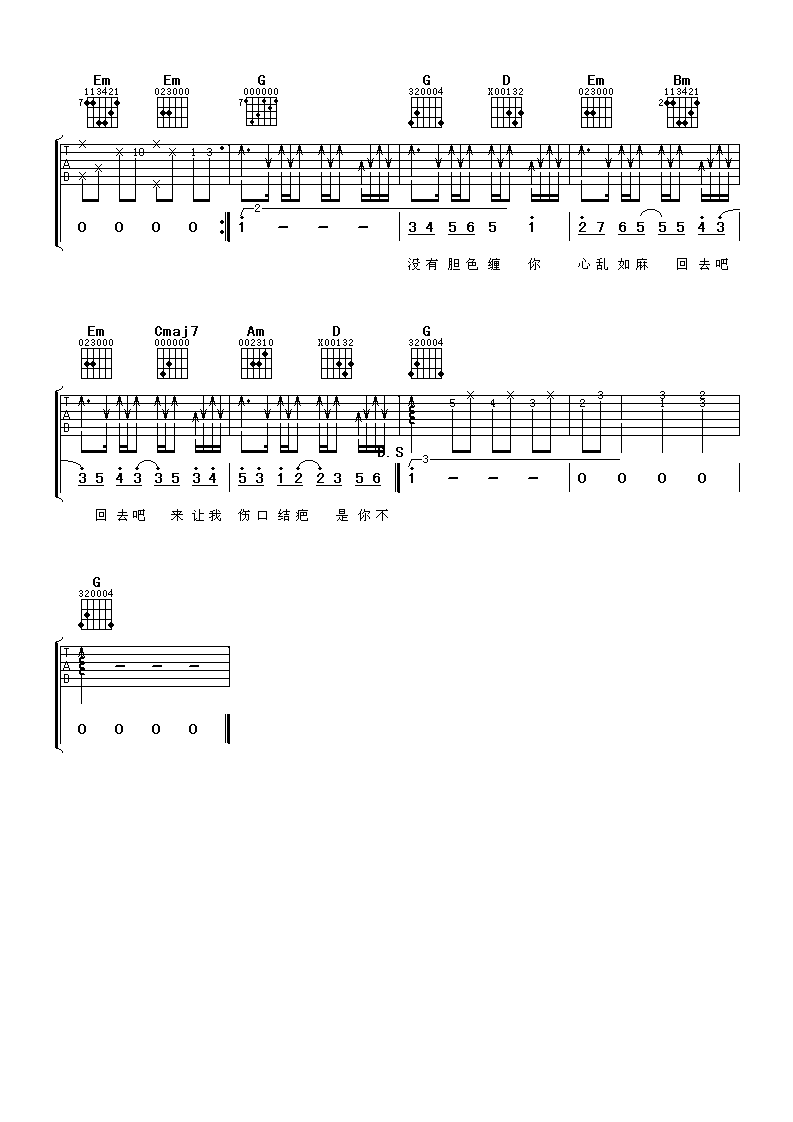 Em Em G G D Em Bm
113421 023000 000000 320004 X00132 023000 113421
7 7 2
T A B 10 1 3
2
0 0 0 0 1 - - - 3 4 5 6 5 1 2 7 6 5 5 5 4 3
没有胆色缠 你 心乱如麻 回去吧
Em Cmaj7 Am D G
023000 000000 002310 X00132 320004
T A B 5 4 3 2 3 3 1 2 3
D.S
3
3 5 4 3 3 5 3 4 5 3 1 2 2 3 5 6 1 - - - 0 0 0 0
回去吧 来让我 伤口结疤 是你不
G
320004
T A B - - -
0 0 0 0